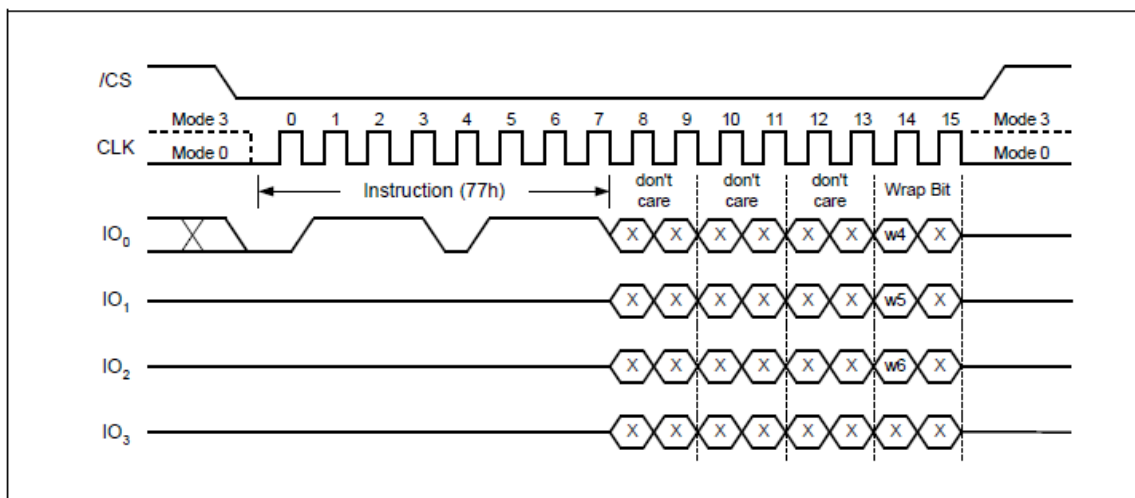 /CS
Mode 3 0 1 2 3 4 5 6 7 8 9 10 11 12 13 14 15 Mode 3
CLK
Mode 0 Mode 0
Instruction (77h) don't care don't care don't care Wrap Bit
IO0 X X X X X X w4 X
IO1 X X X X X X w5 X
IO2 X X X X X X w6 X
IO3 X X X X X X X X